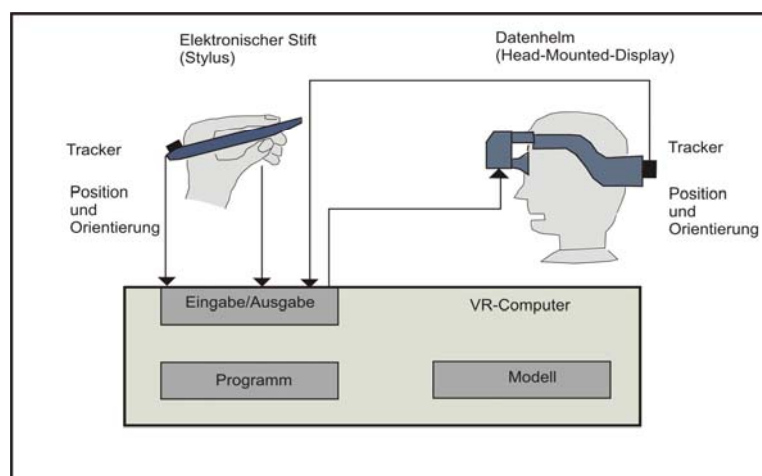 Elektronischer Stift
(Stylus)
Datenhelm
(Head-Mounted-Display)
Tracker
Position
und
Orientierung
Tracker
Position
und
Orientierung
Eingabe/Ausgabe
VR-Computer
Programm
Modell